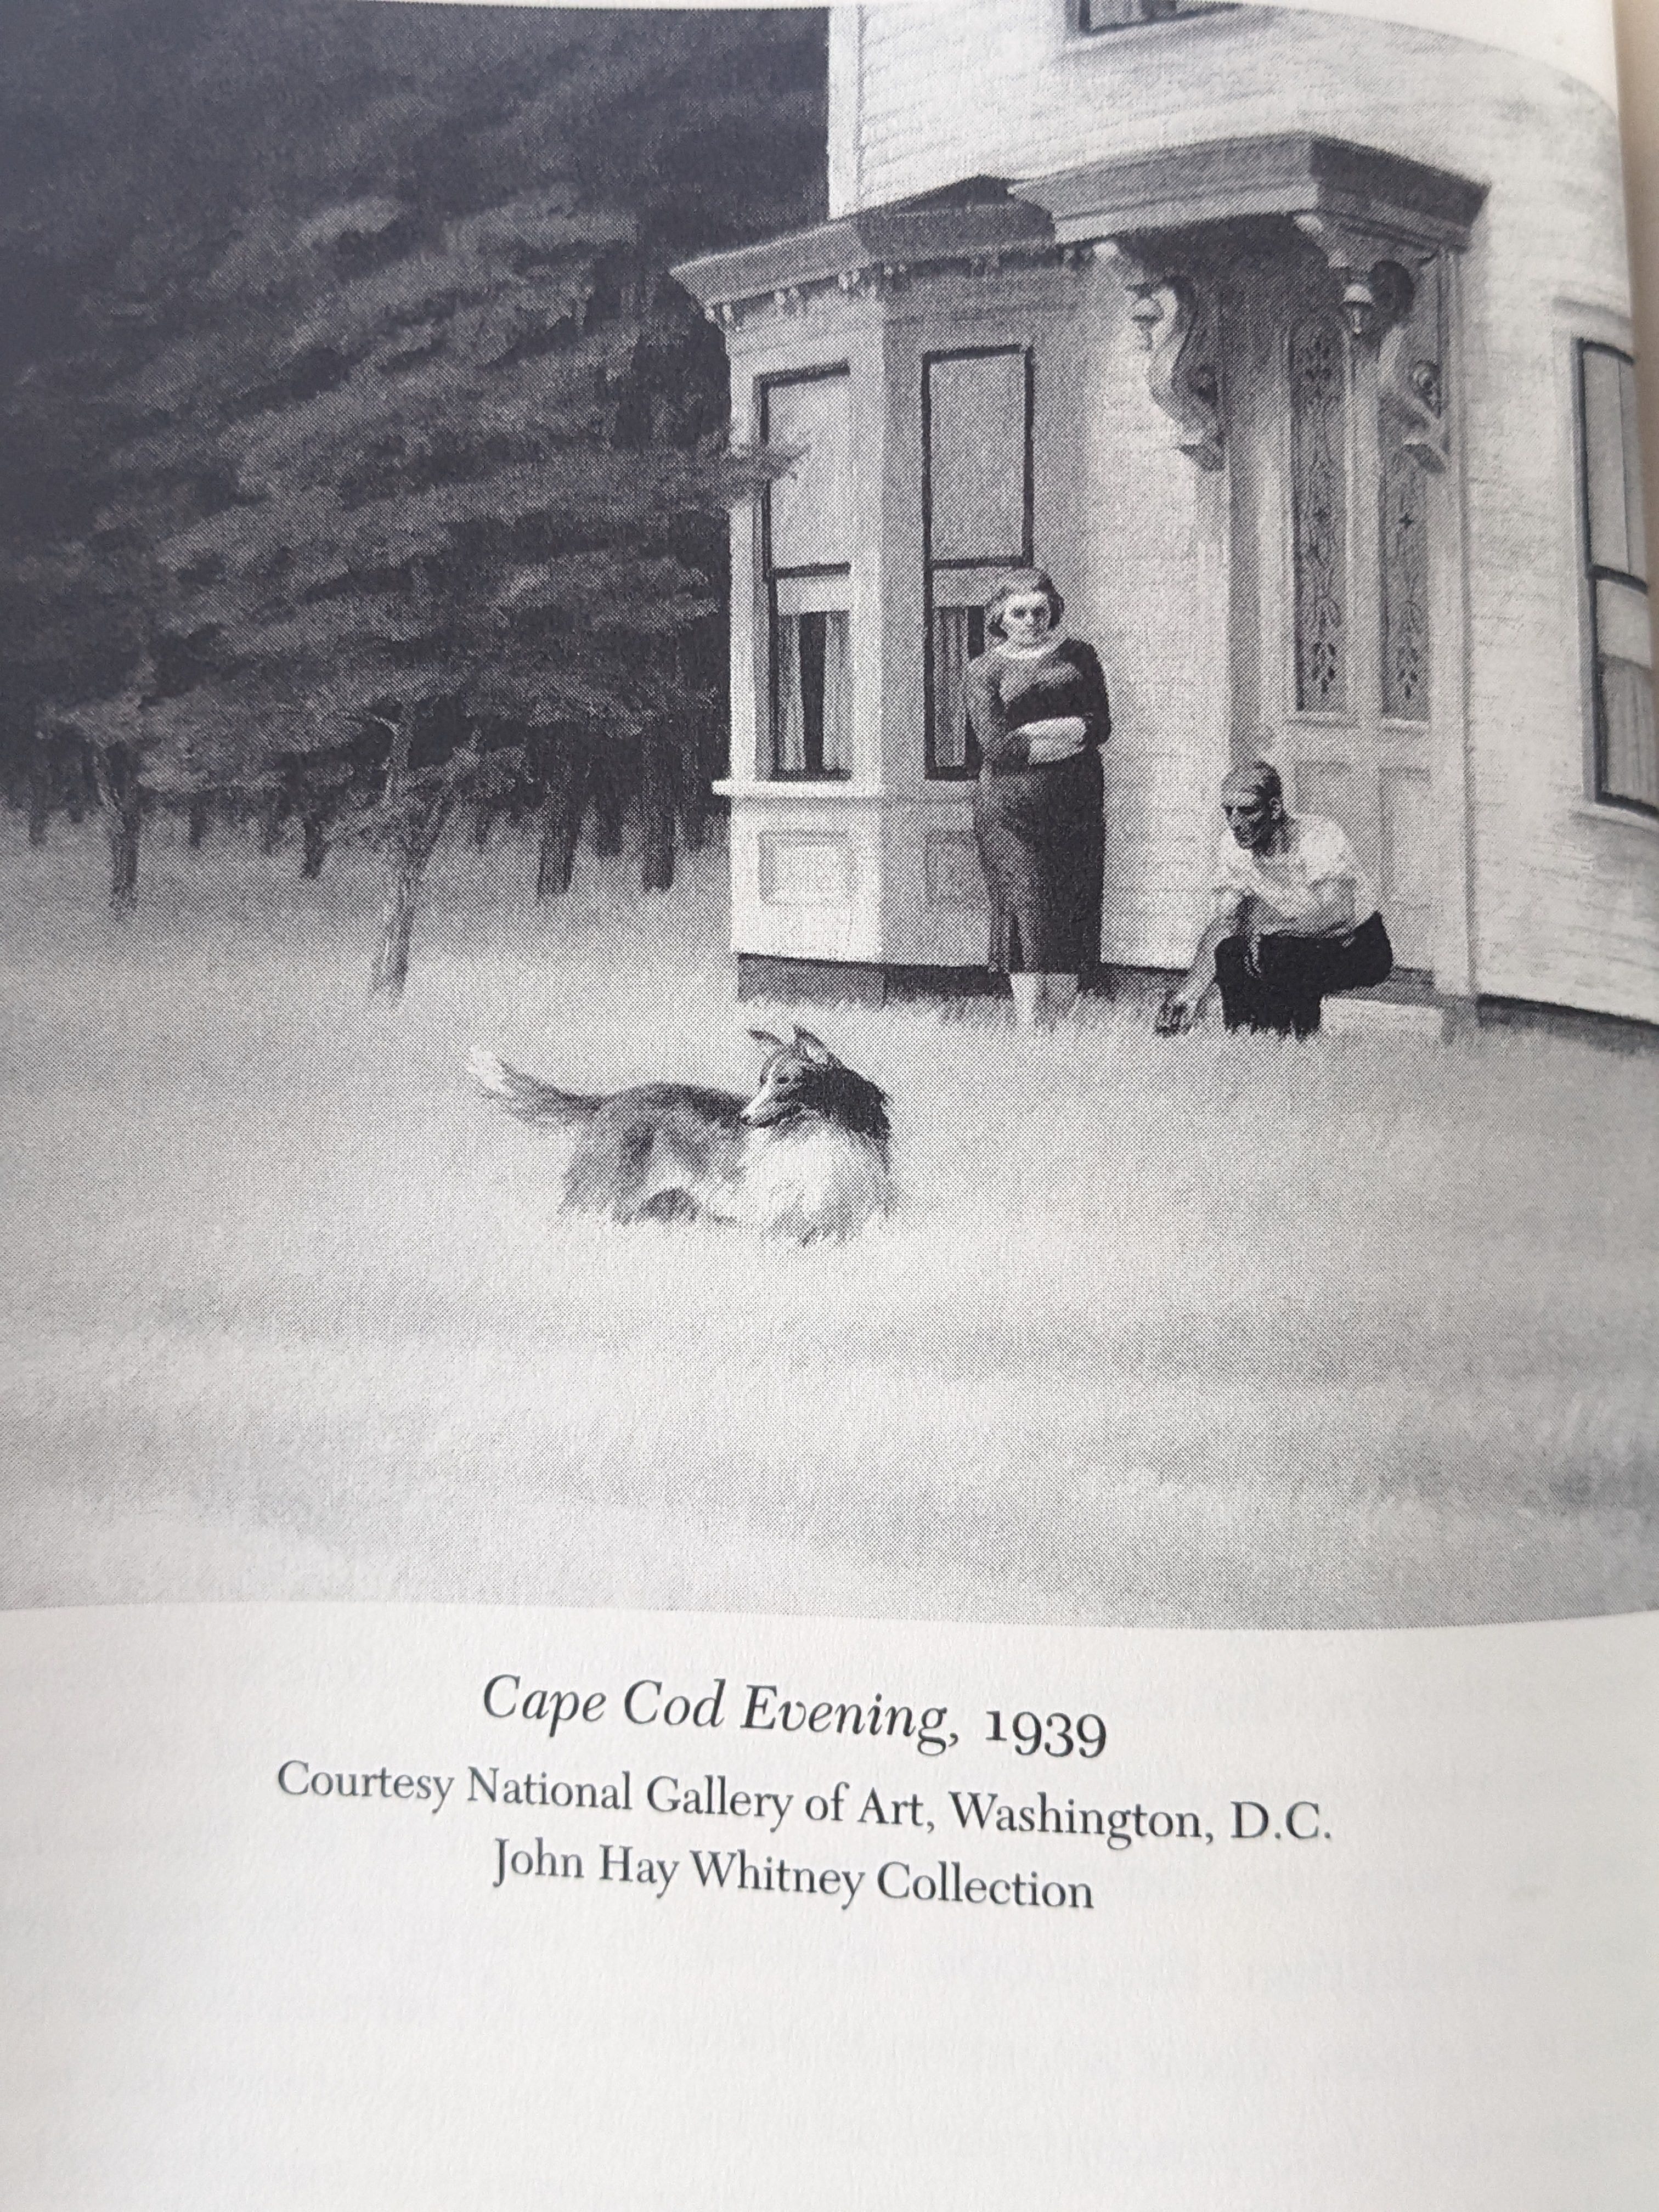 Cape Cod Evening, 1939
Courtesy National Gallery of Art, Washington, D.C.
John Hay Whitney Collection